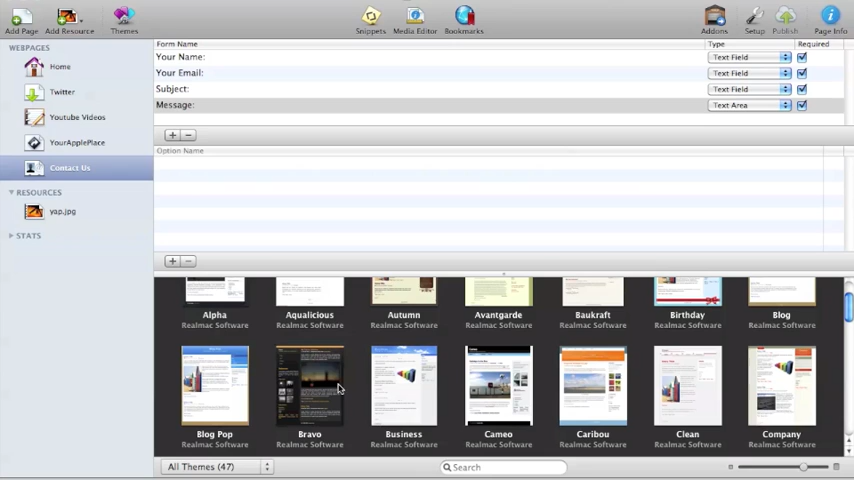 Add Page Add Resource Themes Snippets Media Editor Bookmarks Addons Setup Publish Page Info
WEBPAGES
Home
Twitter
Youtube Videos
YourApplePlace
Contact Us
RESOURCES
yap.jpg
STATS
Form Name Type Required
Your Name: Text Field
Your Email: Text Field
Subject: Text Field
Message: Text Area
Option Name
Alpha Aqualicious Autumn Avantgarde Baukraft Birthday Blog
Realmac Software Realmac Software Realmac Software Realmac Software Realmac Software Realmac Software Realmac Software
Blog Pop Bravo Business Cameo Caribou Clean Company
Realmac Software Realmac Software Realmac Software Realmac Software Realmac Software Realmac Software Realmac Software
All Themes (47) Search